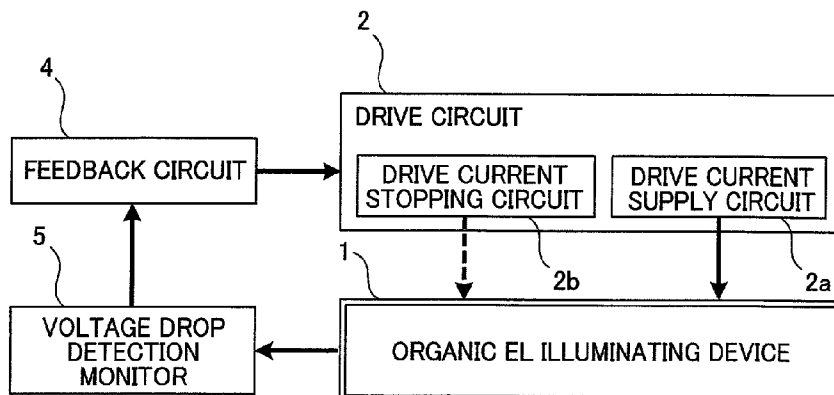 2
4
DRIVE CIRCUIT
FEEDBACK CIRCUIT
DRIVE CURRENT
STOPPING CIRCUIT
DRIVE CURRENT
SUPPLY CIRCUIT
5
1
2b
2a
VOLTAGE DROP
DETECTION
MONITOR
ORGANIC EL ILLUMINATING DEVICE